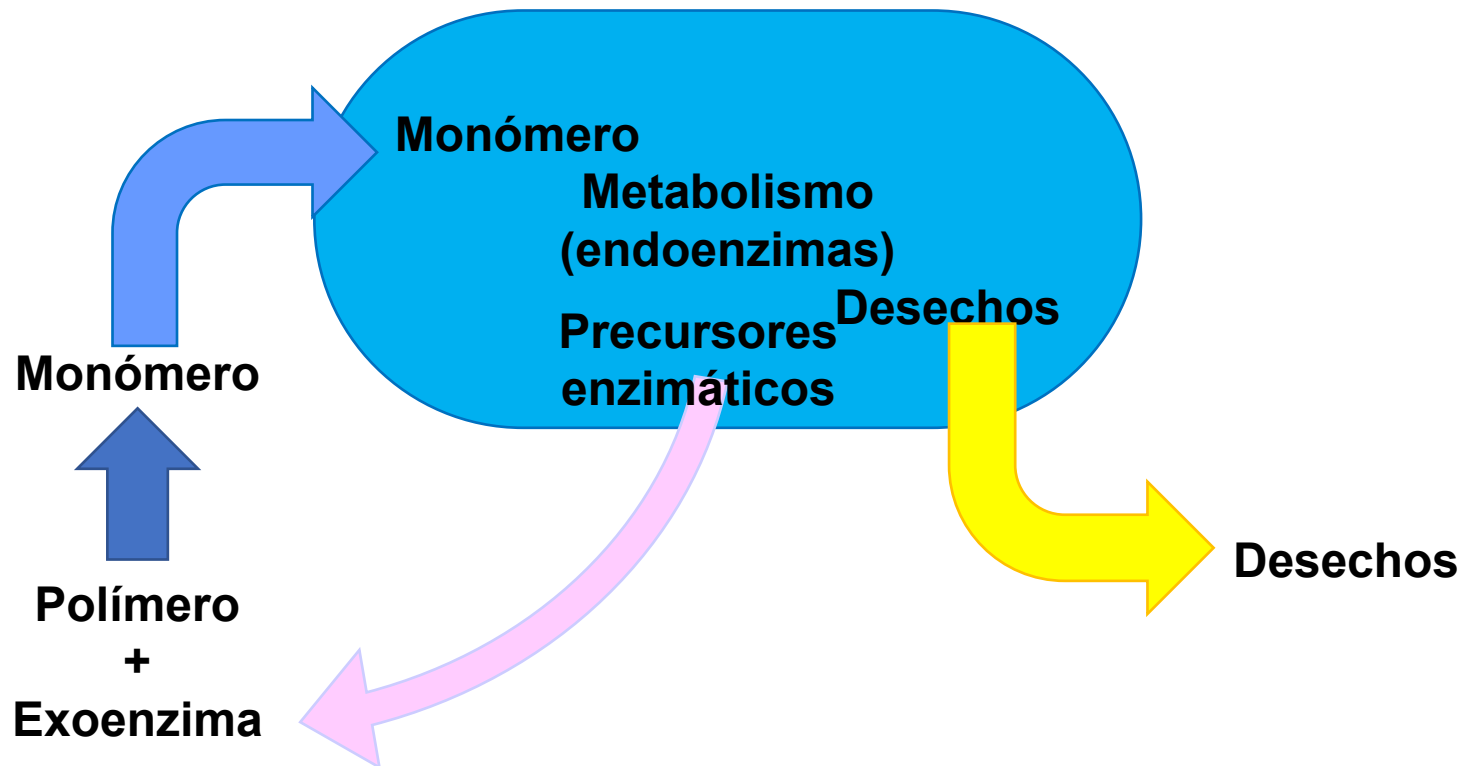 Monómero
Metabolismo
(endoenzimas)
Desechos
Precursores
enzimáticos
Monómero
Polímero
+
Exoenzima
Desechos